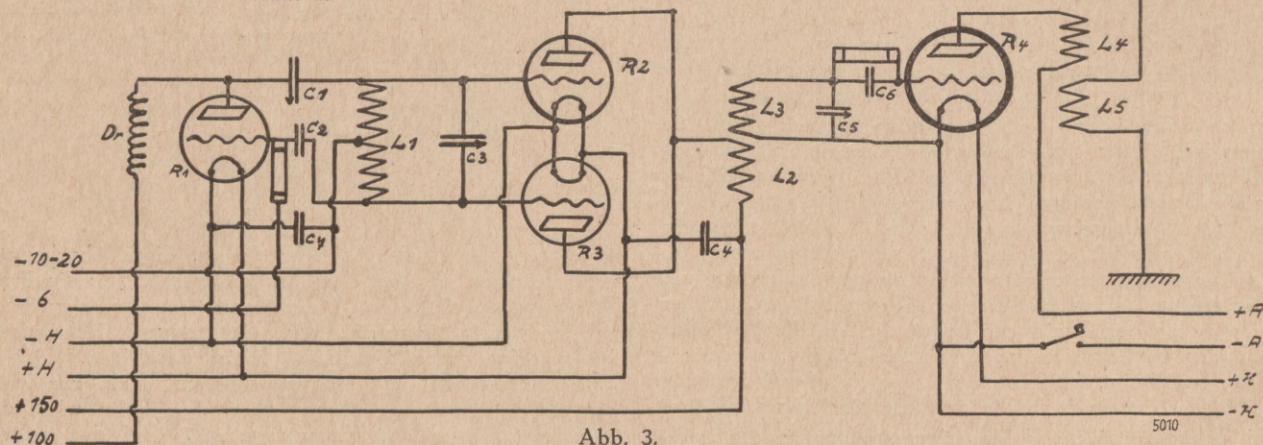 Dr
R1
C1
C2
C4
L1
C3
R2
R3
C4
L3
L2
C5
C6
R4
L4
L5
-10-20
- 6
- H
+ H
+ 150
+ 100
+ A
- A
+ H
- H
5010
Abb. 3.